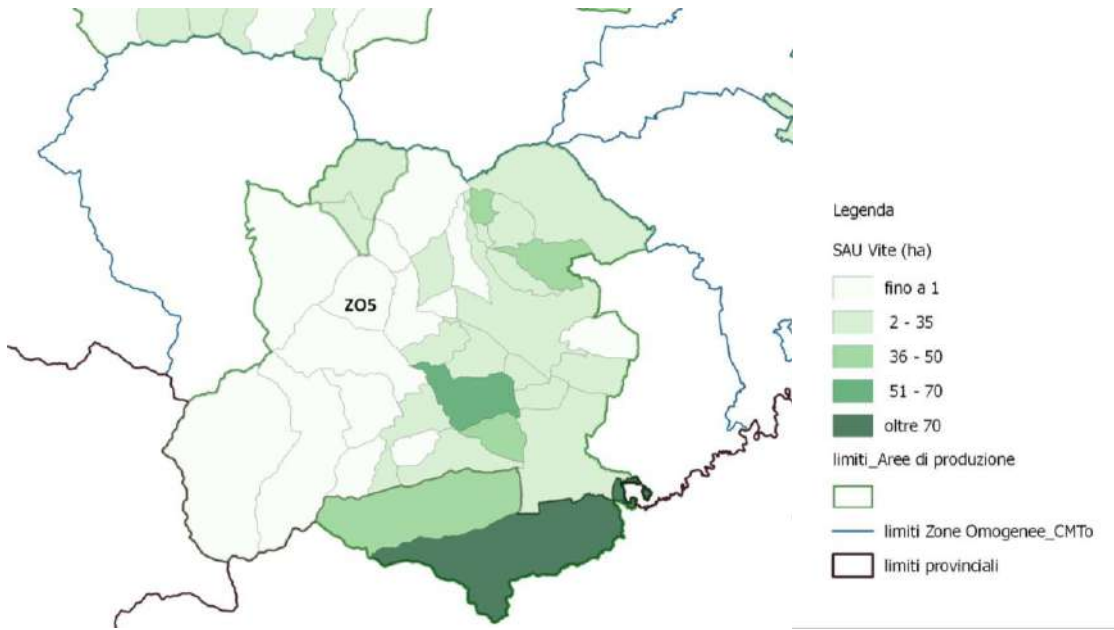 ZO5
Legenda
SAU Vite (ha)
fino a 1
2 - 35
36 - 50
51 - 70
oltre 70
limiti_Aree di produzione
limiti Zone Omogenee_CMTo
limiti provinciali